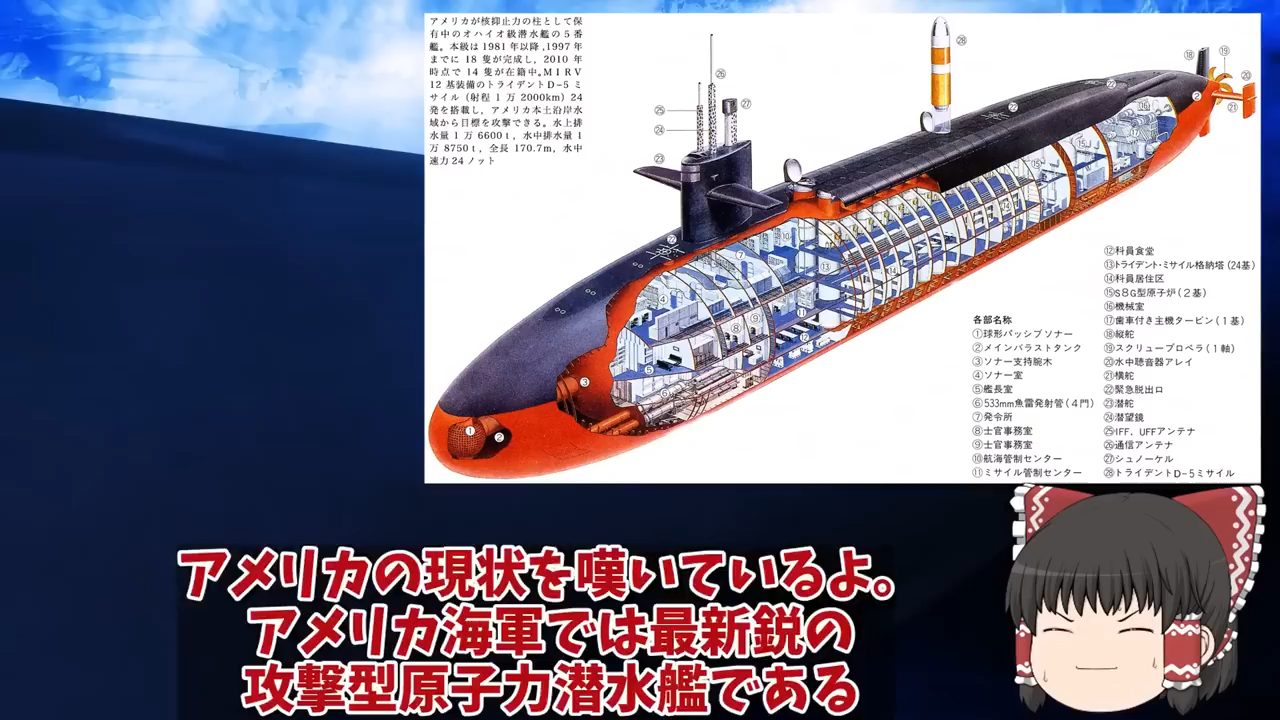 アメリカが核抑止力の柱として保
有中のオハイオ級潜水艦の5番
艦。本級は1981年以降,1997年
までに18隻が完成し,2010年
時点で14隻が在籍中。MIRV
12基装備のトライデントD-5ミ
サイル(射程1万2000km)24
発を搭載し,アメリカ本土沿岸水
域から目標を攻撃できる。水上排
水量1万6600t,水中排水量1
万8750t,全長170.7m,水中
速力24ノット
各部名称
①球形パッシブソナー
②メインバラストタンク
③ソナー支持腕木
④ソナー室
⑤艦長室
⑥533mm魚雷発射管(4門)
⑦発令所
⑧士官事務室
⑨士官事務室
⑩航海管制センター
⑪ミサイル管制センター
⑫科員食堂
⑬トライデント・ミサイル格納塔(24基)
⑭科員居住区
⑮S8G型原子炉(2基)
⑯機械室
⑰歯車付き主機タービン(1基)
⑱縦舵
⑲スクリュープロペラ(1軸)
⑳水中聴音器アレイ
㉑横舵
㉒緊急脱出口
㉓潜舵
㉔潜望鏡
㉕IFF,UFFアンテナ
㉖通信アンテナ
㉗シュノーケル
㉘トライデントD-5ミサイル
アメリカの現状を嘆いているよ。
アメリカ海軍では最新鋭の
攻撃型原子力潜水艦である